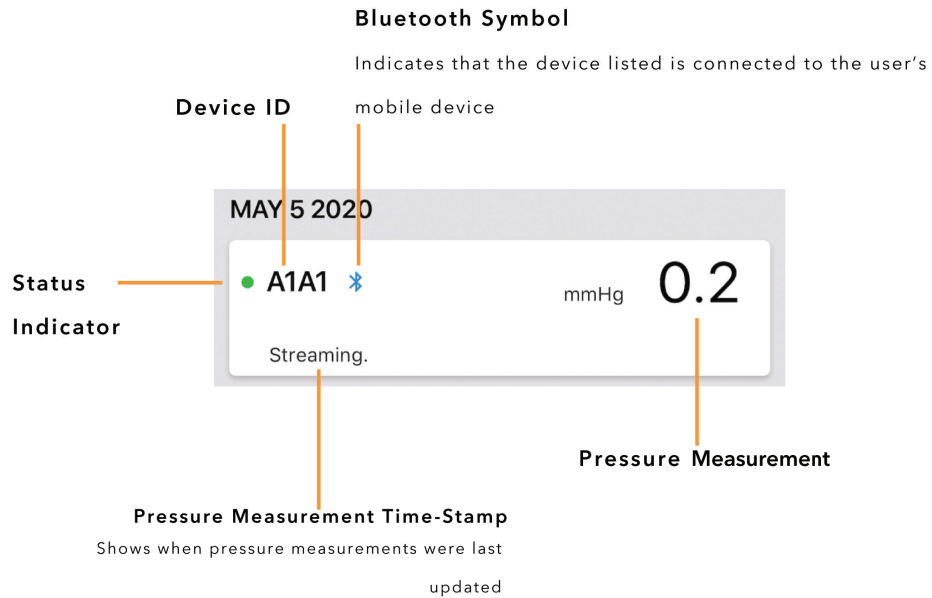 Bluetooth Symbol
Indicates that the device listed is connected to the user's
mobile device
Device ID
MAY 5 2020
Status
Indicator
A1A1
mmHg
0.2
Streaming.
Pressure Measurement
Pressure Measurement Time-Stamp
Shows when pressure measurements were last
updated